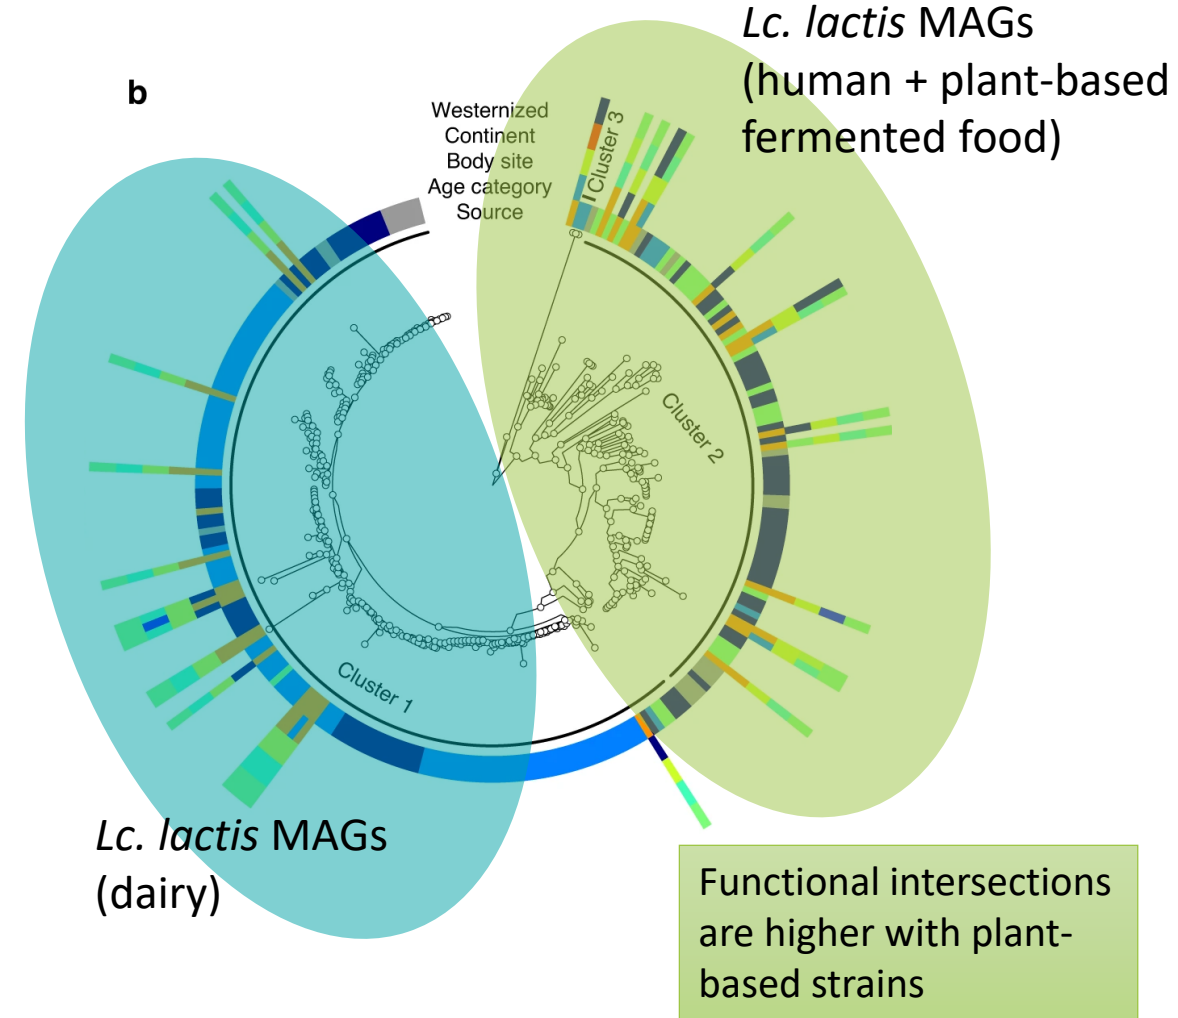 b
Lc. lactis MAGs
(human + plant-based
fermented food)
Westernized
Continent
Body site
Age category
Source
Cluster 3
Cluster 2
Cluster 1
Lc. lactis MAGs
(dairy)
Functional intersections
are higher with plant-
based strains